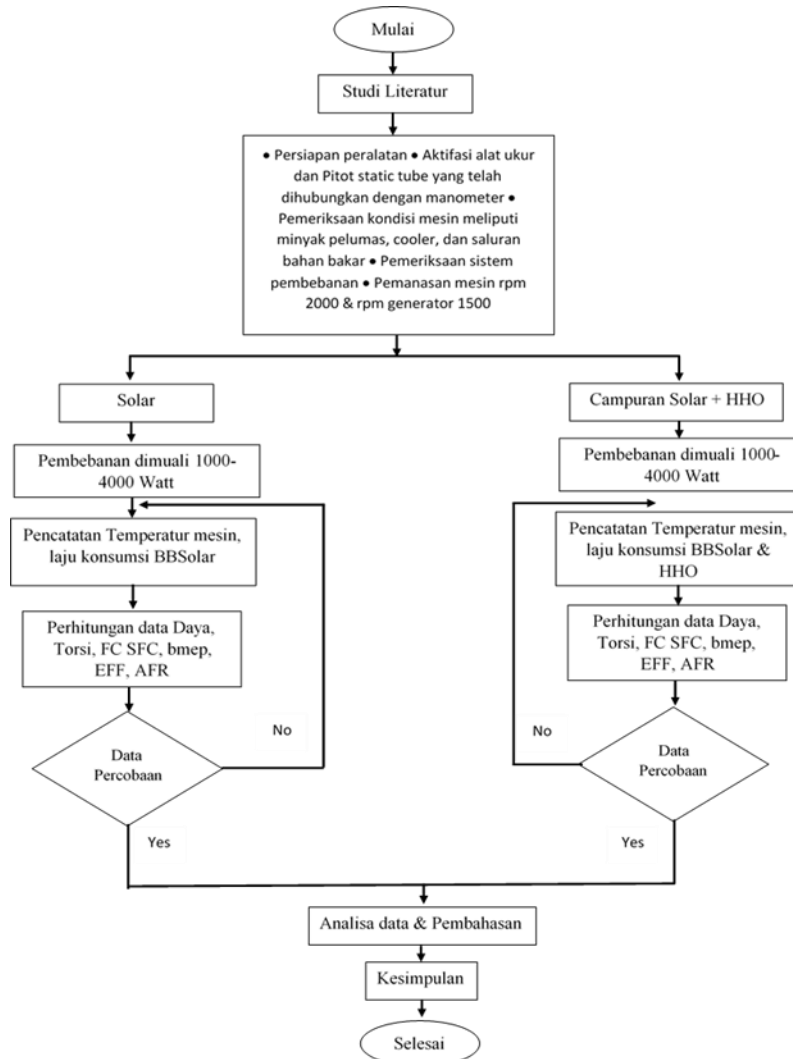 Mulai
Studi Literatur
● Persiapan peralatan ● Aktifasi alat ukur
dan Pitot static tube yang telah
dihubungkan dengan manometer ●
Pemeriksaan kondisi mesin meliputi
minyak pelumas, cooler, dan saluran
bahan bakar ● Pemeriksaan sistem
pembebanan ● Pemanasan mesin rpm
2000 & rpm generator 1500
Solar
Pembebanan dimuali 1000-
4000 Watt
Pencatatan Temperatur mesin,
laju konsumsi BBSolar
Perhitungan data Daya,
Torsi, FC SFC, bmep,
EFF, AFR
No
Data
Percobaan
Yes
Campuran Solar + HHO
Pembebanan dimuali 1000-
4000 Watt
Pencatatan Temperatur mesin,
laju konsumsi BBSolar &
HHO
Perhitungan data Daya,
Torsi, FC SFC, bmep,
EFF, AFR
No
Data
Percobaan
Yes
Analisa data & Pembahasan
Kesimpulan
Selesai